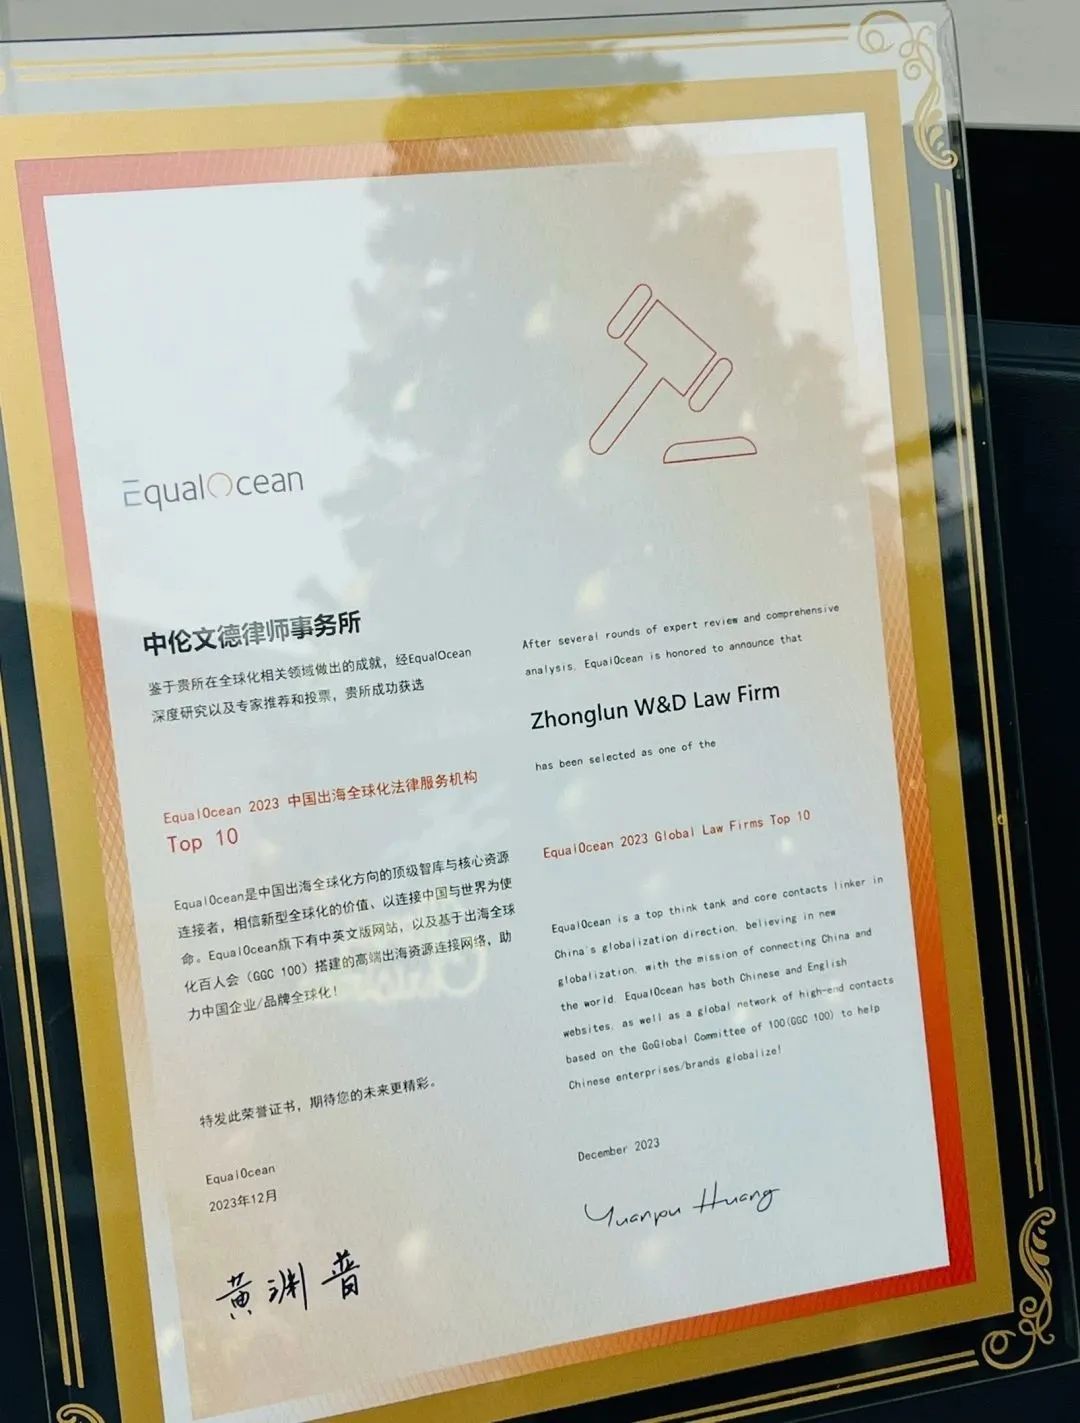 EqualOcean
中伦文德律师事务所
鉴于贵所在全球化相关领域做出的成就，经EqualOcean
深度研究以及专家推荐和投票，贵所成功获选
EqualOcean 2023 中国出海全球化法律服务机构
Top 10
EqualOcean是中国出海全球化方向的顶级智库与核心资源
连接者，相信新型全球化的价值、以连接中国与世界为使
命。EqualOcean旗下有中英文版网站，以及基于出海全球
化百人会（GGC 100）搭建的高端出海资源连接网络，助
力中国企业/品牌全球化！
特发此荣誉证书，期待您的未来更精彩。
EqualOcean
2023年12月
黄渊普
After several rounds of expert review and comprehensive
analysis, EqualOcean is honored to announce that
Zhonglun W&D Law Firm
has been selected as one of the
EqualOcean 2023 Global Law Firms Top 10
EqualOcean is a top think tank and core contacts linker in
China's globalization direction, believing in new
globalization, with the mission of connecting China and
the world. EqualOcean has both Chinese and English
websites, as well as a global network of high-end contacts
based on the GoGlobal Committee of 100(GGC 100) to help
Chinese enterprises/brands globalize!
December 2023
Yuanpu Huang